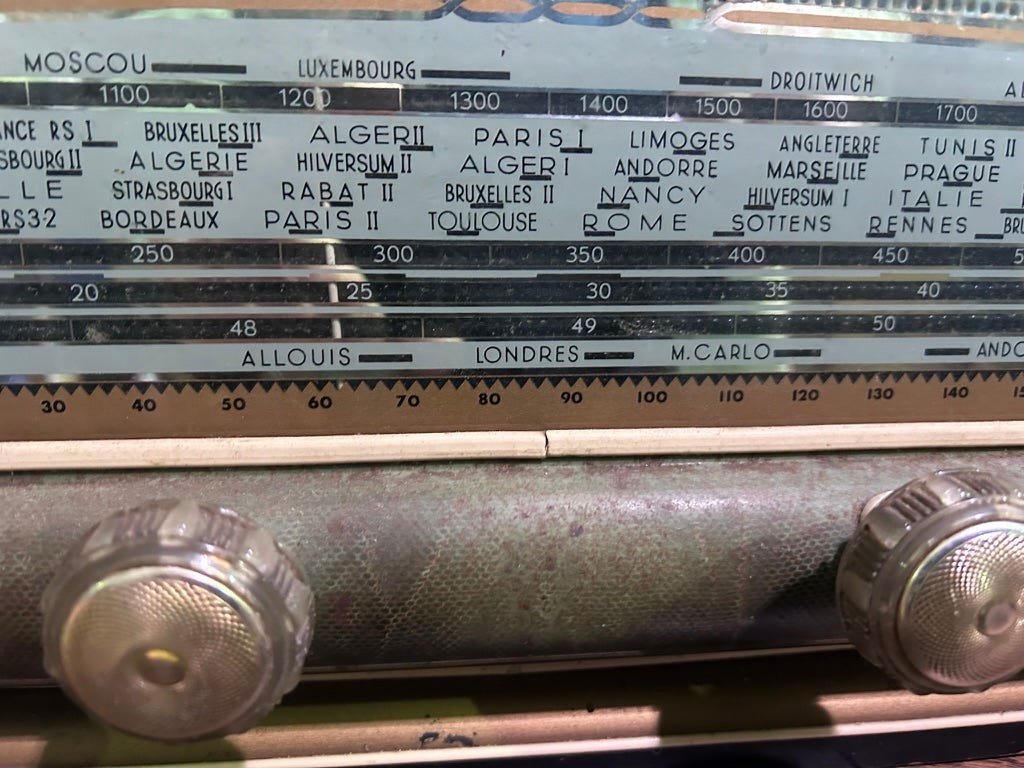 MOSCOU LUXEMBOURG DROITWICH
1100 1200 1300 1400 1500 1600 1700
RS I BRUXELLES III ALGER II PARIS I LIMOGES ANGLETERRE TUNIS II
II ALGERIE HILVERSUM II ALGER I ANDORRE MARSEILLE PRAGUE
STRASBOURG I RABAT II BRUXELLES II NANCY HILVERSUM I ITALIE
RS32 BORDEAUX PARIS II TOULOUSE ROME SOTTENS RENNES
250 300 350 400 450
20 25 30 35 40
48 49 50
ALLOUIS LONDRES M.CARLO
30 40 50 60 70 80 90 100 110 120 130 140